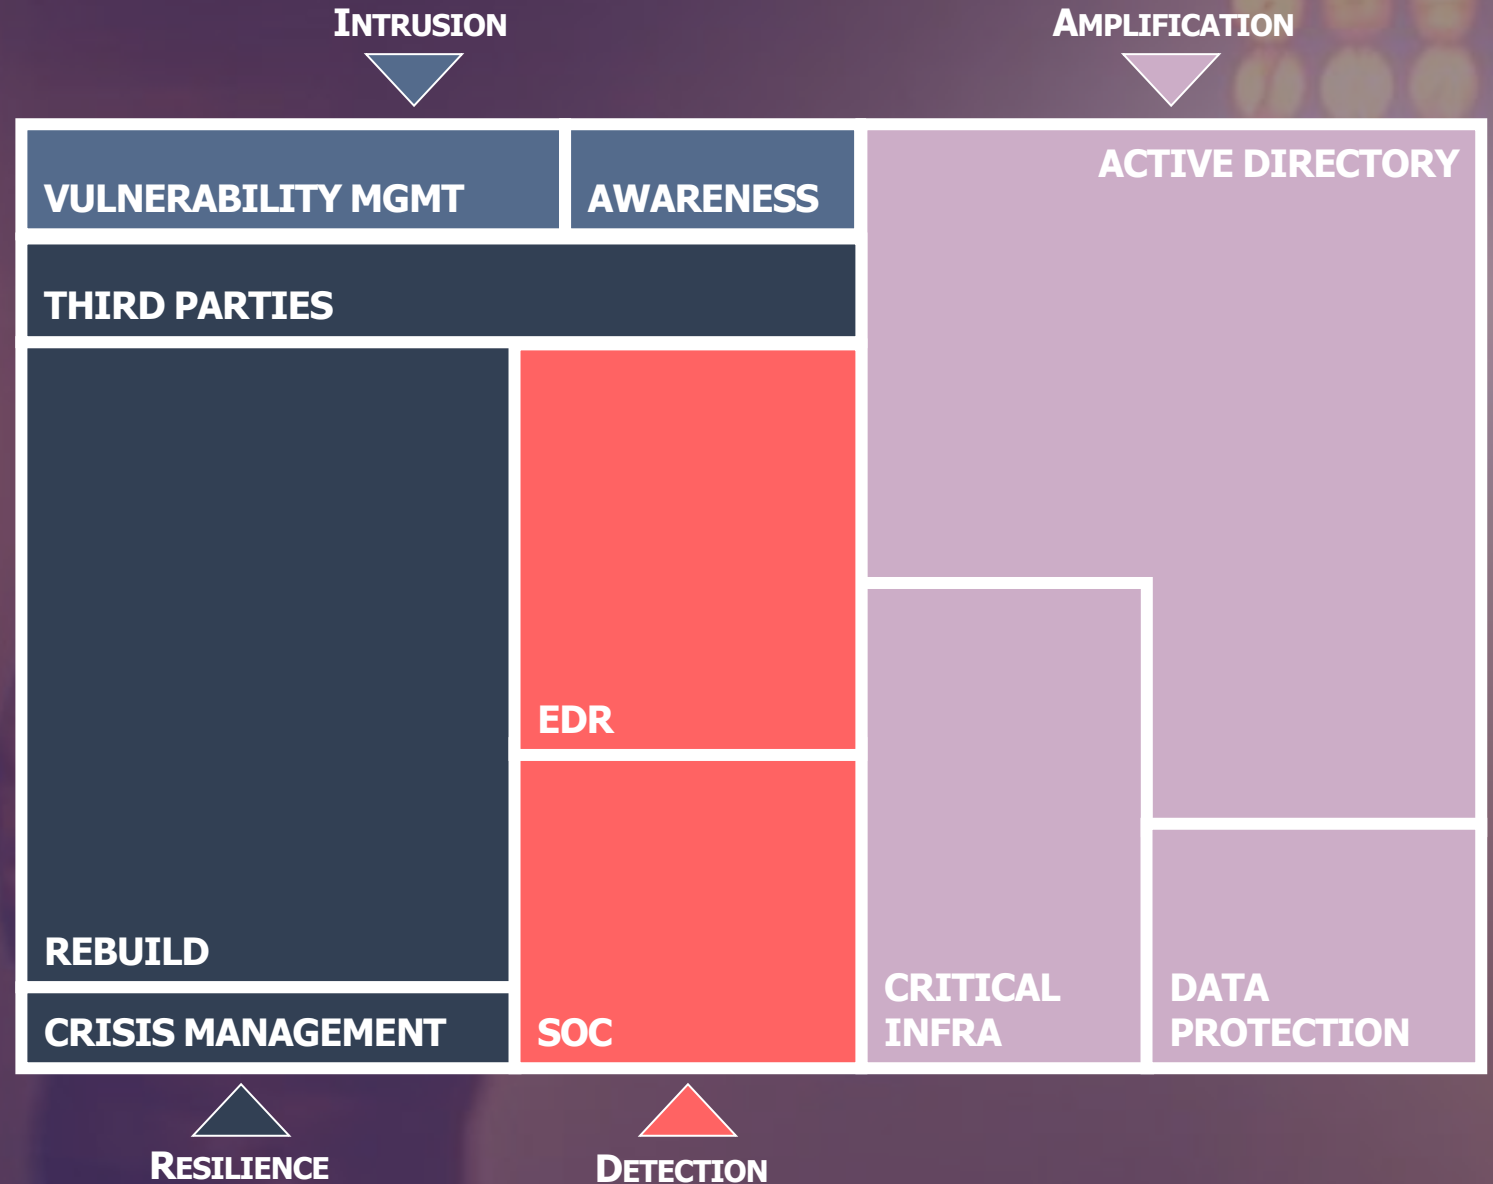 INTRUSION
AMPLIFICATION
VULNERABILITY MGMT
AWARENESS
ACTIVE DIRECTORY
THIRD PARTIES
EDR
REBUILD
CRITICAL
INFRA
DATA
PROTECTION
CRISIS MANAGEMENT
SOC
RESILIENCE
DETECTION